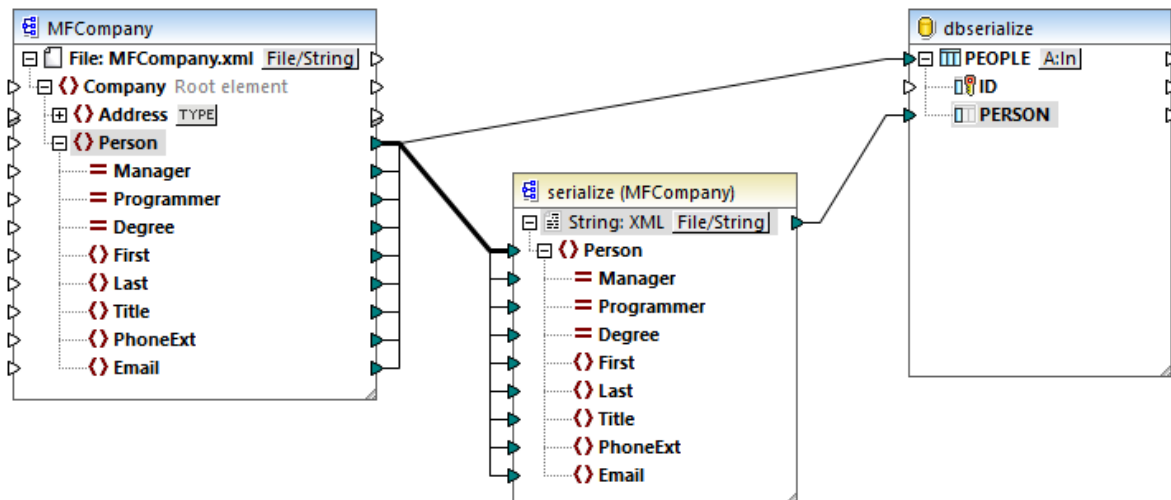 MFCompany
File: MFCompany.xml File/String
Company Root element
Address TYPE
Person
Manager
Programmer
Degree
First
Last
Title
PhoneExt
Email
serialize (MFCompany)
String: XML File/String
Person
Manager
Programmer
Degree
First
Last
Title
PhoneExt
Email
dbserialize
PEOPLE A:In
ID
PERSON